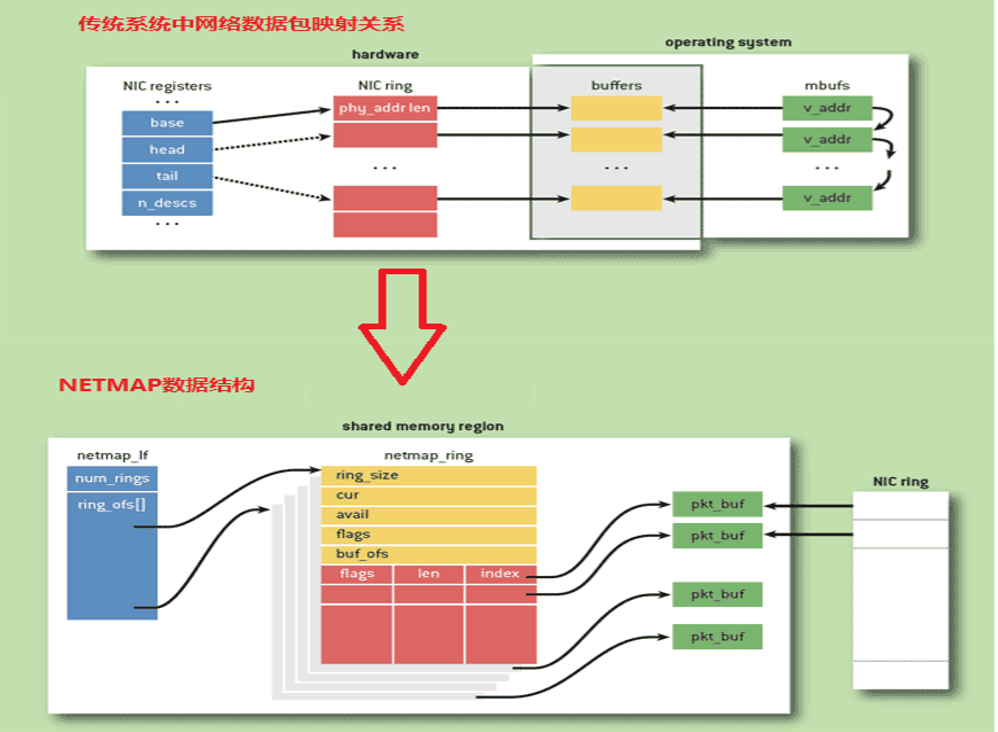 传统系统中网络数据包映射关系
hardware
operating system
NIC registers
NIC ring
buffers
mbufs
...
base
head
tail
n_descs
...
phy_addr len
...
...
v_addr
v_addr
...
v_addr
NETMAP数据结构
shared memory region
netmap_lf
num_rings
ring_ofs[]
netmap_ring
ring_size
cur
avail
flags
buf_ofs
flags len index
pkt_buf
pkt_buf
pkt_buf
pkt_buf
NIC ring